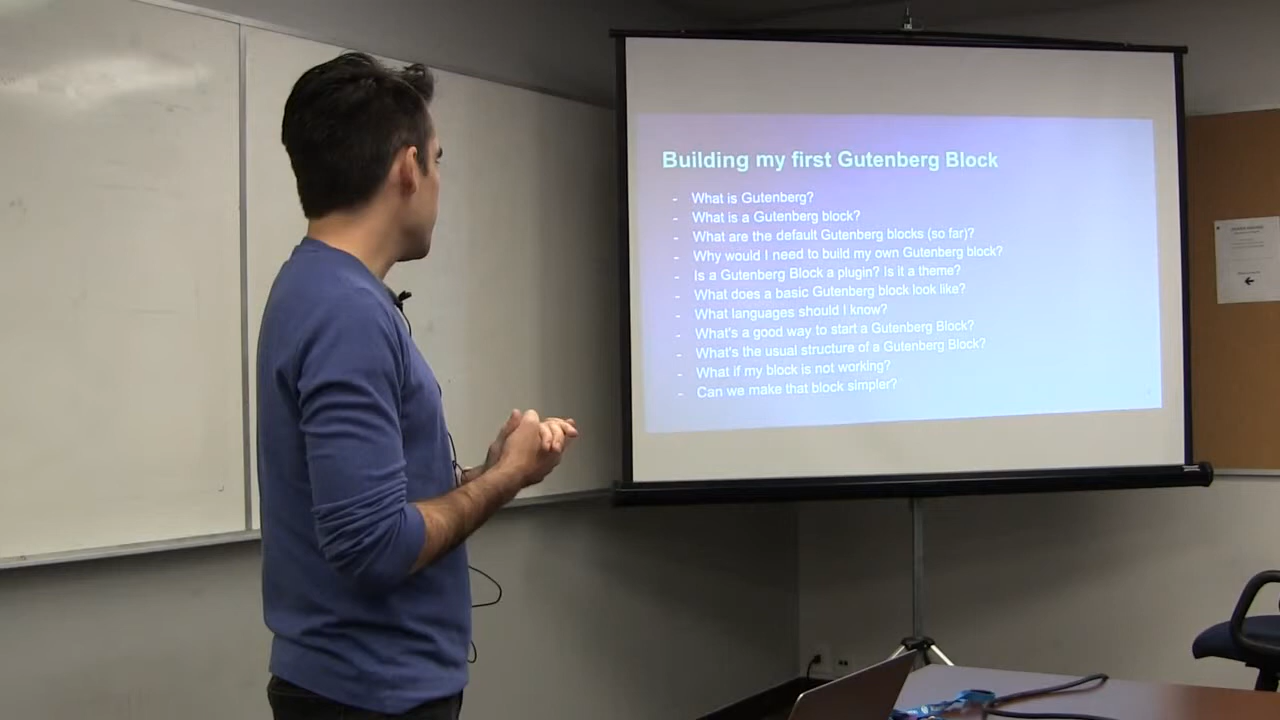 Building my first Gutenberg Block
- What is Gutenberg?
- What is a Gutenberg block?
- What are the default Gutenberg blocks (so far)?
- Why would I need to build my own Gutenberg block?
- Is a Gutenberg Block a plugin? Is it a theme?
- What does a basic Gutenberg block look like?
- What languages should I know?
- What's a good way to start a Gutenberg Block?
- What's the usual structure of a Gutenberg Block?
- What if my block is not working?
- Can we make that block simpler?